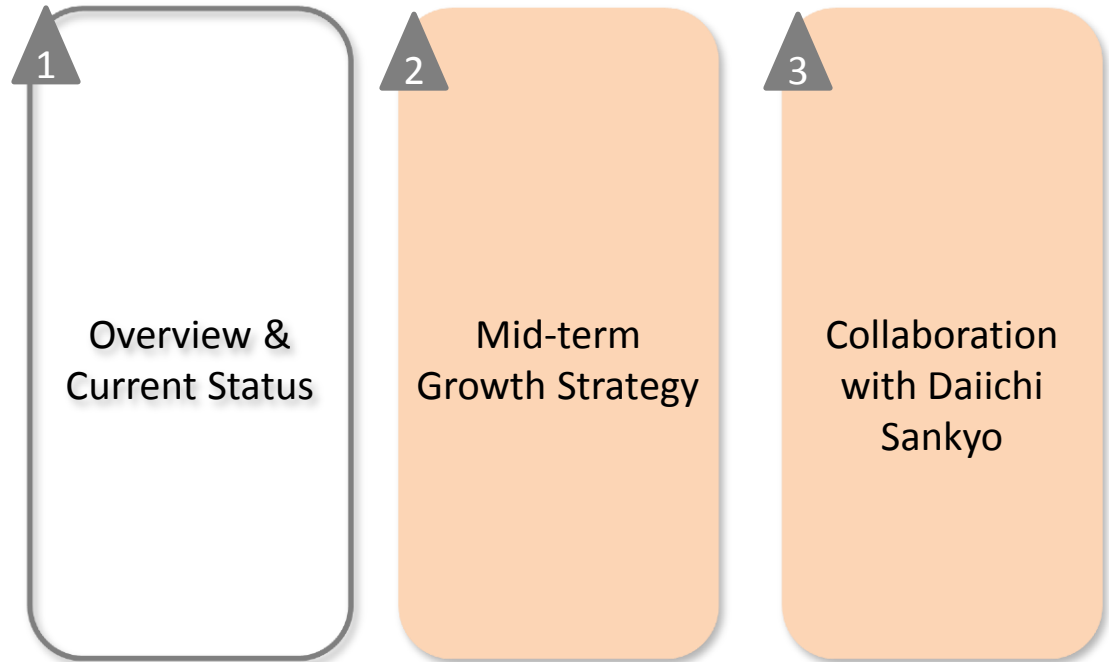 1
Overview &
Current Status
2
Mid-term
Growth Strategy
3
Collaboration
with Daiichi
Sankyo